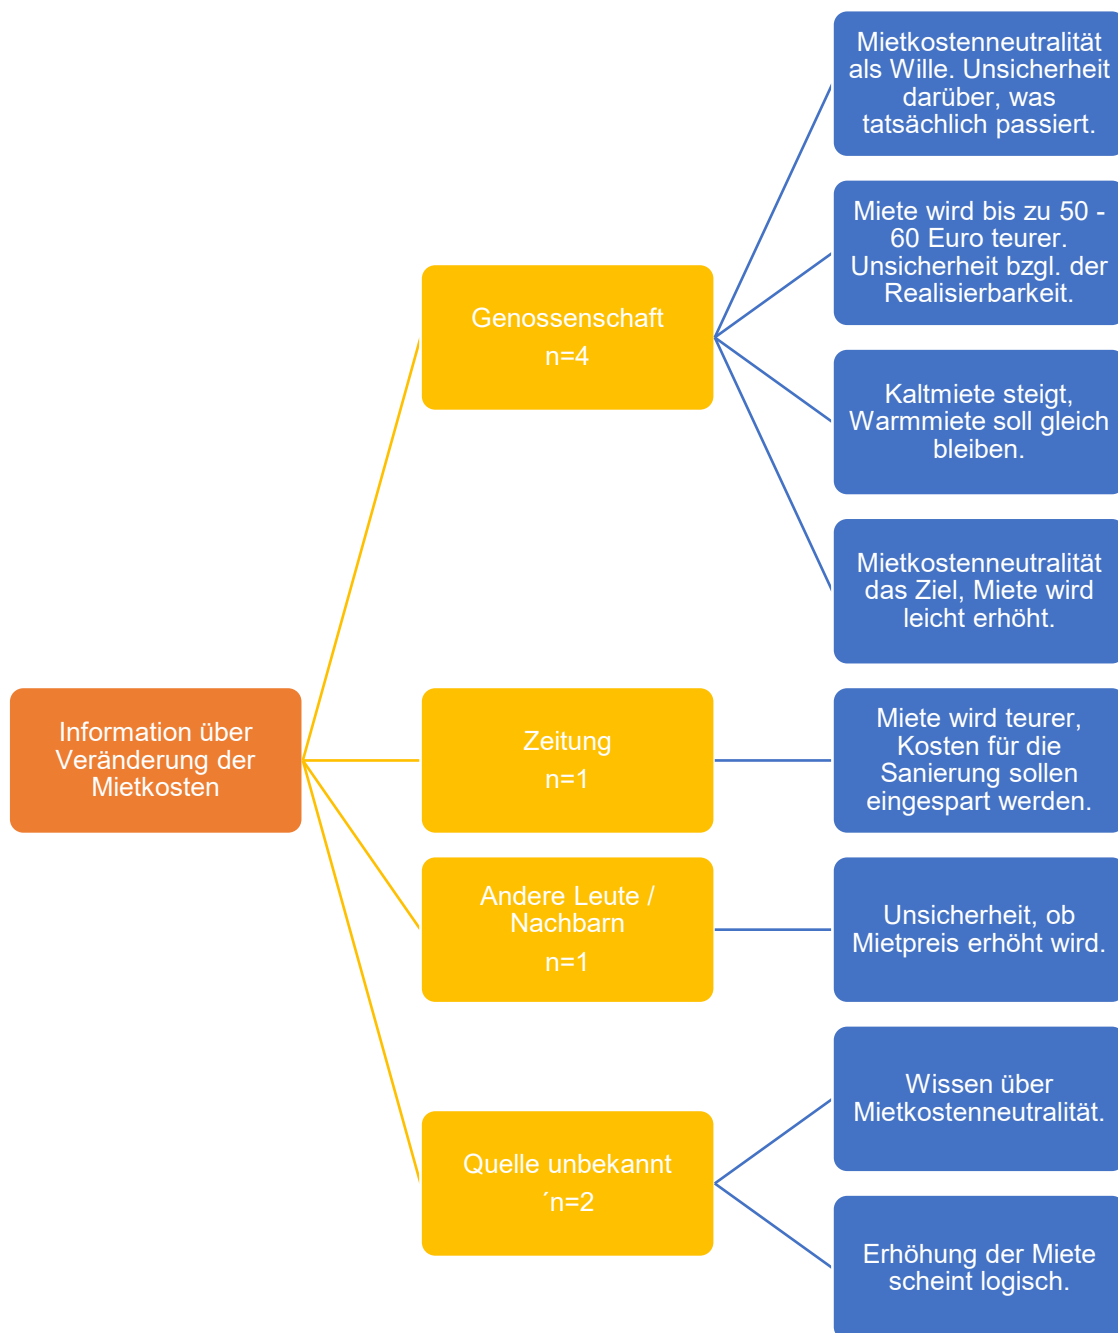 Mietkostenneutralität
als Wille. Unsicherheit
darüber, was
tatsächlich passiert.
Miete wird bis zu 50 -
60 Euro teurer.
Unsicherheit bzgl. der
Realisierbarkeit.
Genossenschaft
n=4
Kaltmiete steigt,
Warmmiete soll gleich
bleiben.
Mietkostenneutralität
das Ziel, Miete wird
leicht erhöht.
Information über
Veränderung der
Mietkosten
Zeitung
n=1
Miete wird teurer,
Kosten für die
Sanierung sollen
eingespart werden.
Andere Leute /
Nachbarn
n=1
Unsicherheit, ob
Mietpreis erhöht wird.
Wissen über
Mietkostenneutralität.
Quelle unbekannt
´n=2
Erhöhung der Miete
scheint logisch.